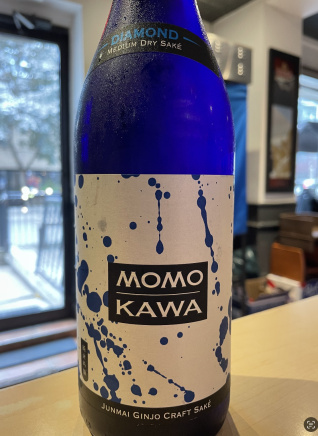 DIAMOND
MEDIUM DRY SAKÉ
MOMO
KAWA
JUNMAI GINJO CRAFT SAKÉ